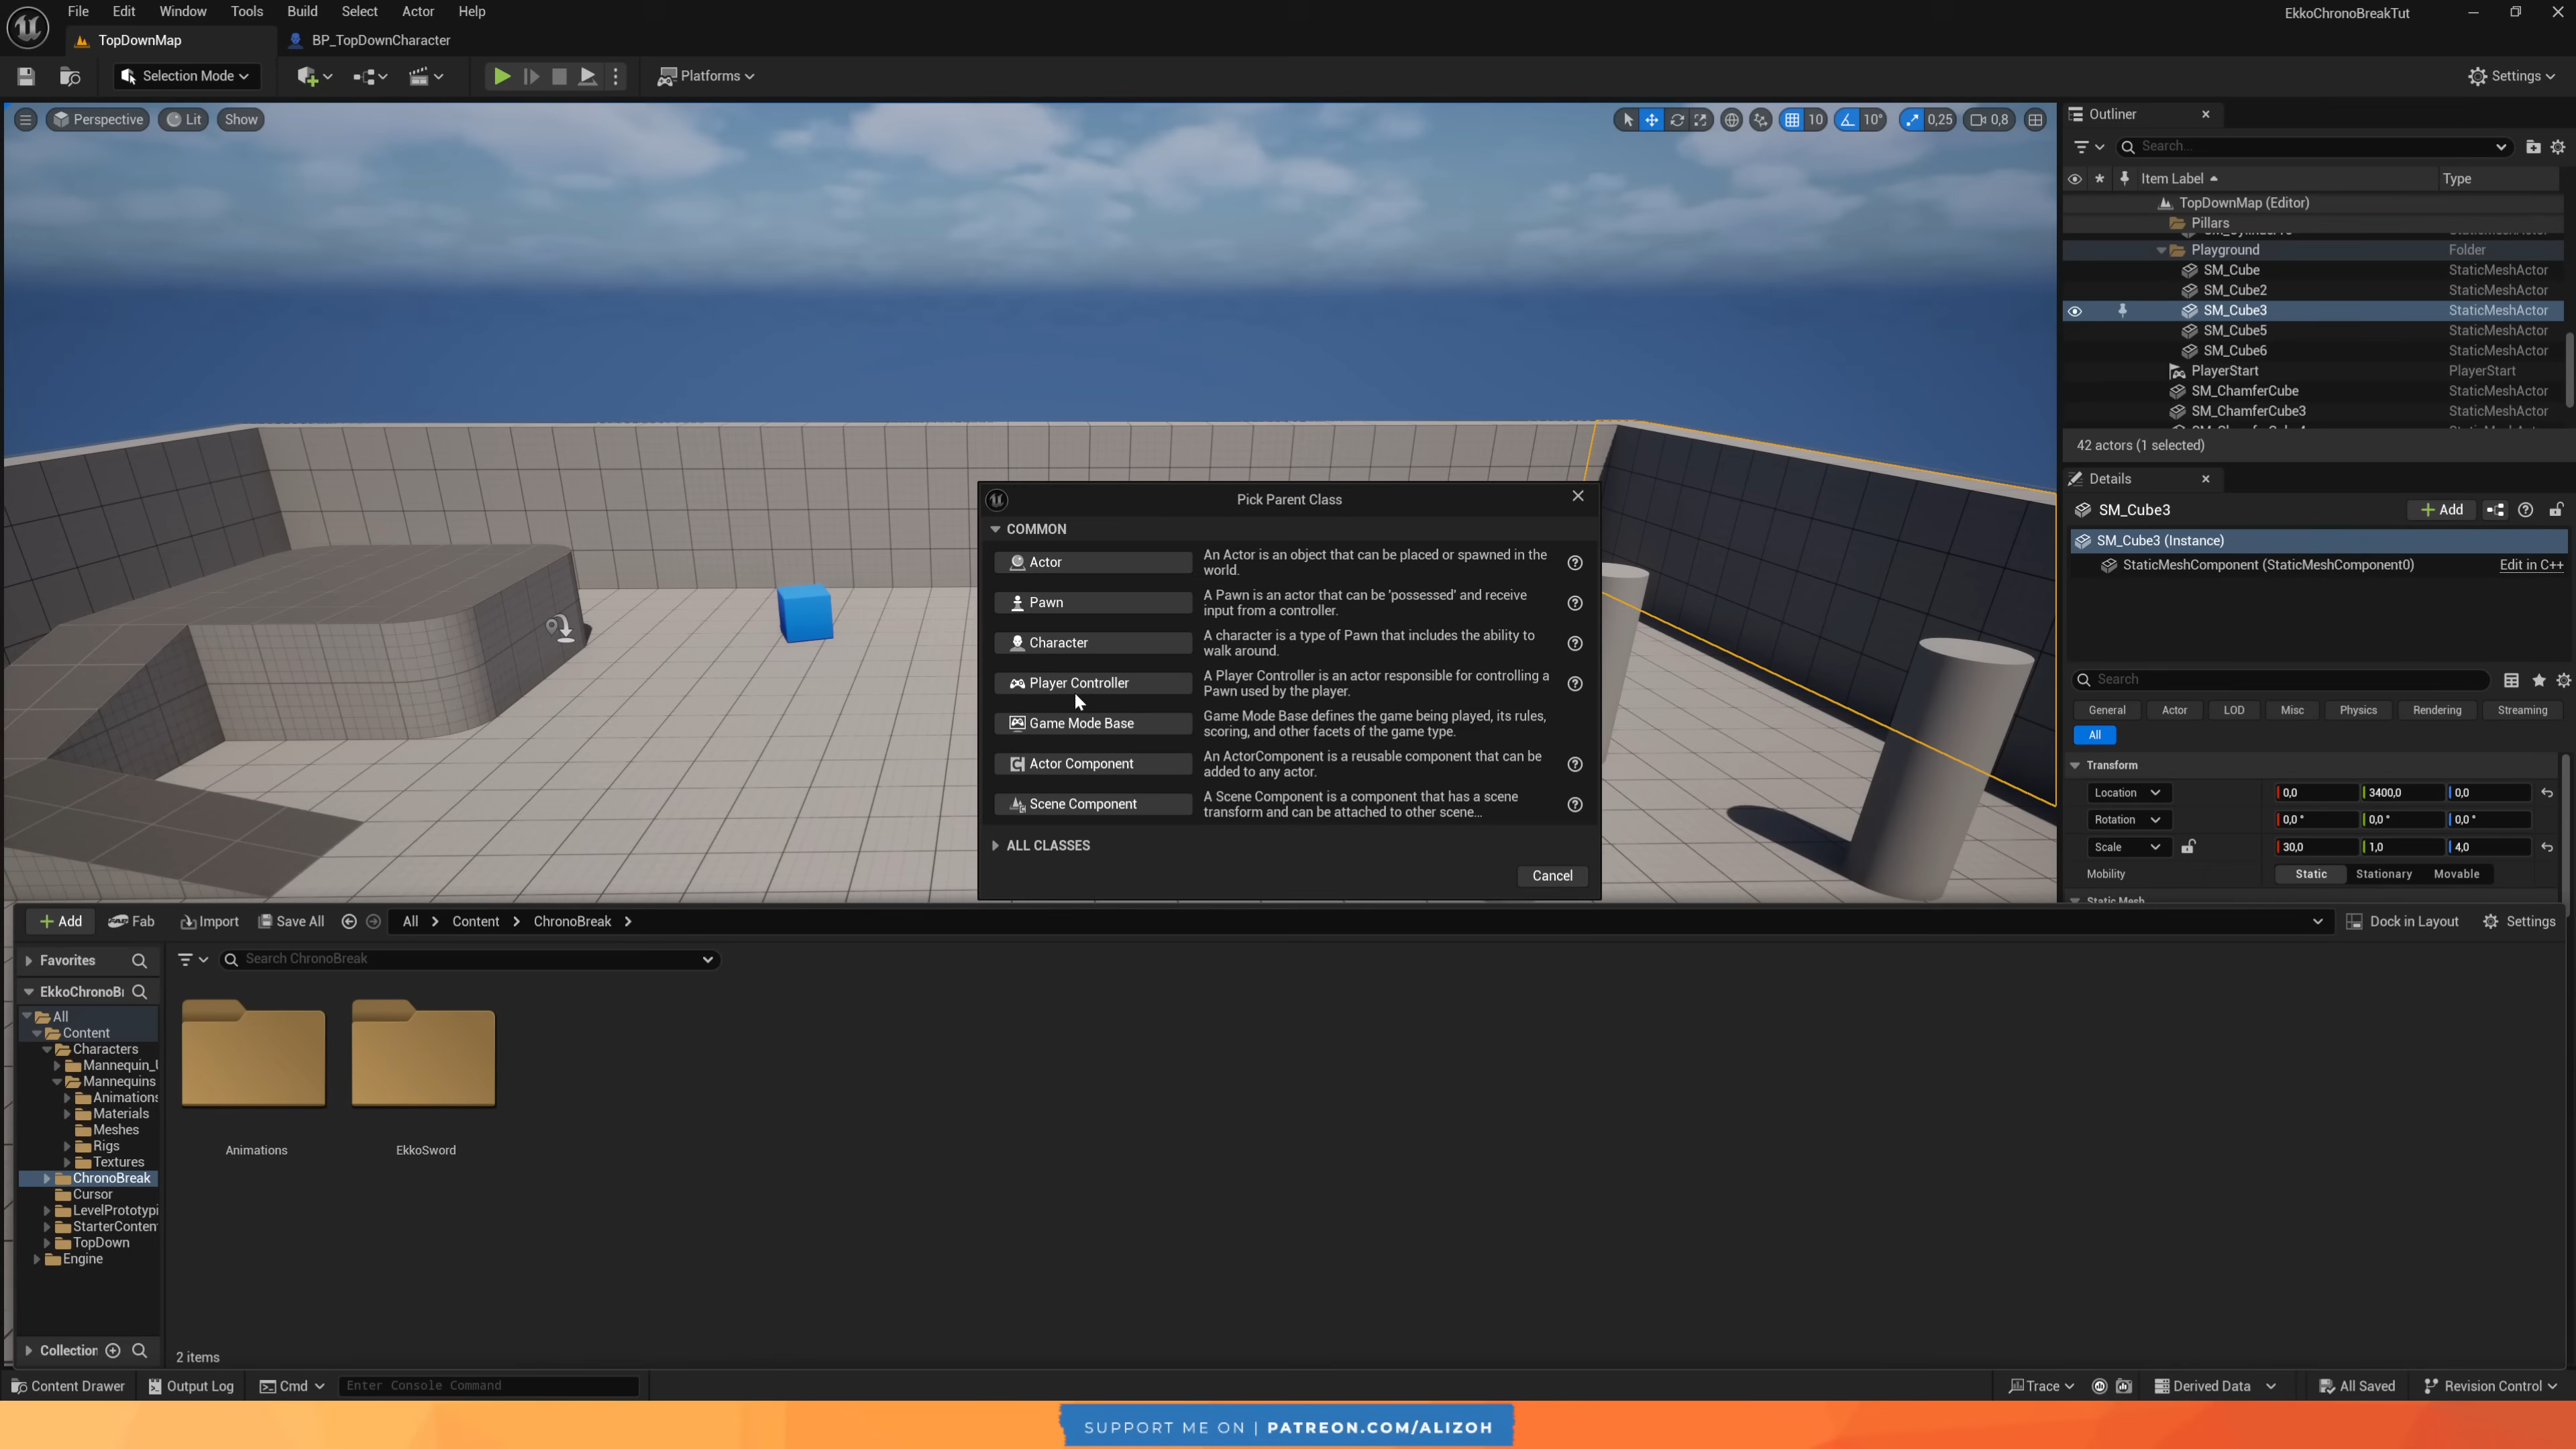 File Edit Window Tools Build Select Actor Help
EkkoChronoBreakTut
TopDownMap
BP_TopDownCharacter
Selection Mode
Platforms
Settings
Perspective
Lit
Show
10
10°
0,25
0,8
Outliner
Search...
Item Label
Type
TopDownMap (Editor)
Pillars
Playground Folder
SM_Cube StaticMeshActor
SM_Cube2 StaticMeshActor
SM_Cube3 StaticMeshActor
SM_Cube5 StaticMeshActor
SM_Cube6 StaticMeshActor
PlayerStart PlayerStart
SM_ChamferCube StaticMeshActor
SM_ChamferCube3 StaticMeshActor
42 actors (1 selected)
Details
SM_Cube3
Add
SM_Cube3 (Instance)
StaticMeshComponent (StaticMeshComponent0) Edit in C++
Search
General Actor LOD Misc Physics Rendering Streaming
All
Transform
Location 0,0 3400,0 0,0
Rotation 0,0 ° 0,0 ° 0,0 °
Scale 30,0 1,0 4,0
Mobility Static Stationary Movable
Static Mesh
Pick Parent Class
COMMON
Actor
An Actor is an object that can be placed or spawned in the
world.
Pawn
A Pawn is an actor that can be 'possessed' and receive
input from a controller.
Character
A character is a type of Pawn that includes the ability to
walk around.
Player Controller
A Player Controller is an actor responsible for controlling a
Pawn used by the player.
Game Mode Base
Game Mode Base defines the game being played, its rules,
scoring, and other facets of the game type.
Actor Component
An ActorComponent is a reusable component that can be
added to any actor.
Scene Component
A Scene Component is a component that has a scene
transform and can be attached to other scene...
ALL CLASSES
Cancel
Add
Fab
Import
Save All
All
Content
ChronoBreak
Dock in Layout
Settings
Favorites
Search ChronoBreak
EkkoChronoB
All
Content
Characters
Mannequin_
Mannequins
Animations
Materials
Meshes
Rigs
Textures
ChronoBreak
Cursor
LevelPrototypi
StarterConten
TopDown
Engine
Animations
EkkoSword
Collection
2 items
Content Drawer
Output Log
Cmd
Enter Console Command
Trace
Derived Data
All Saved
Revision Control
SUPPORT ME ON | PATREON.COM/ALIZOH